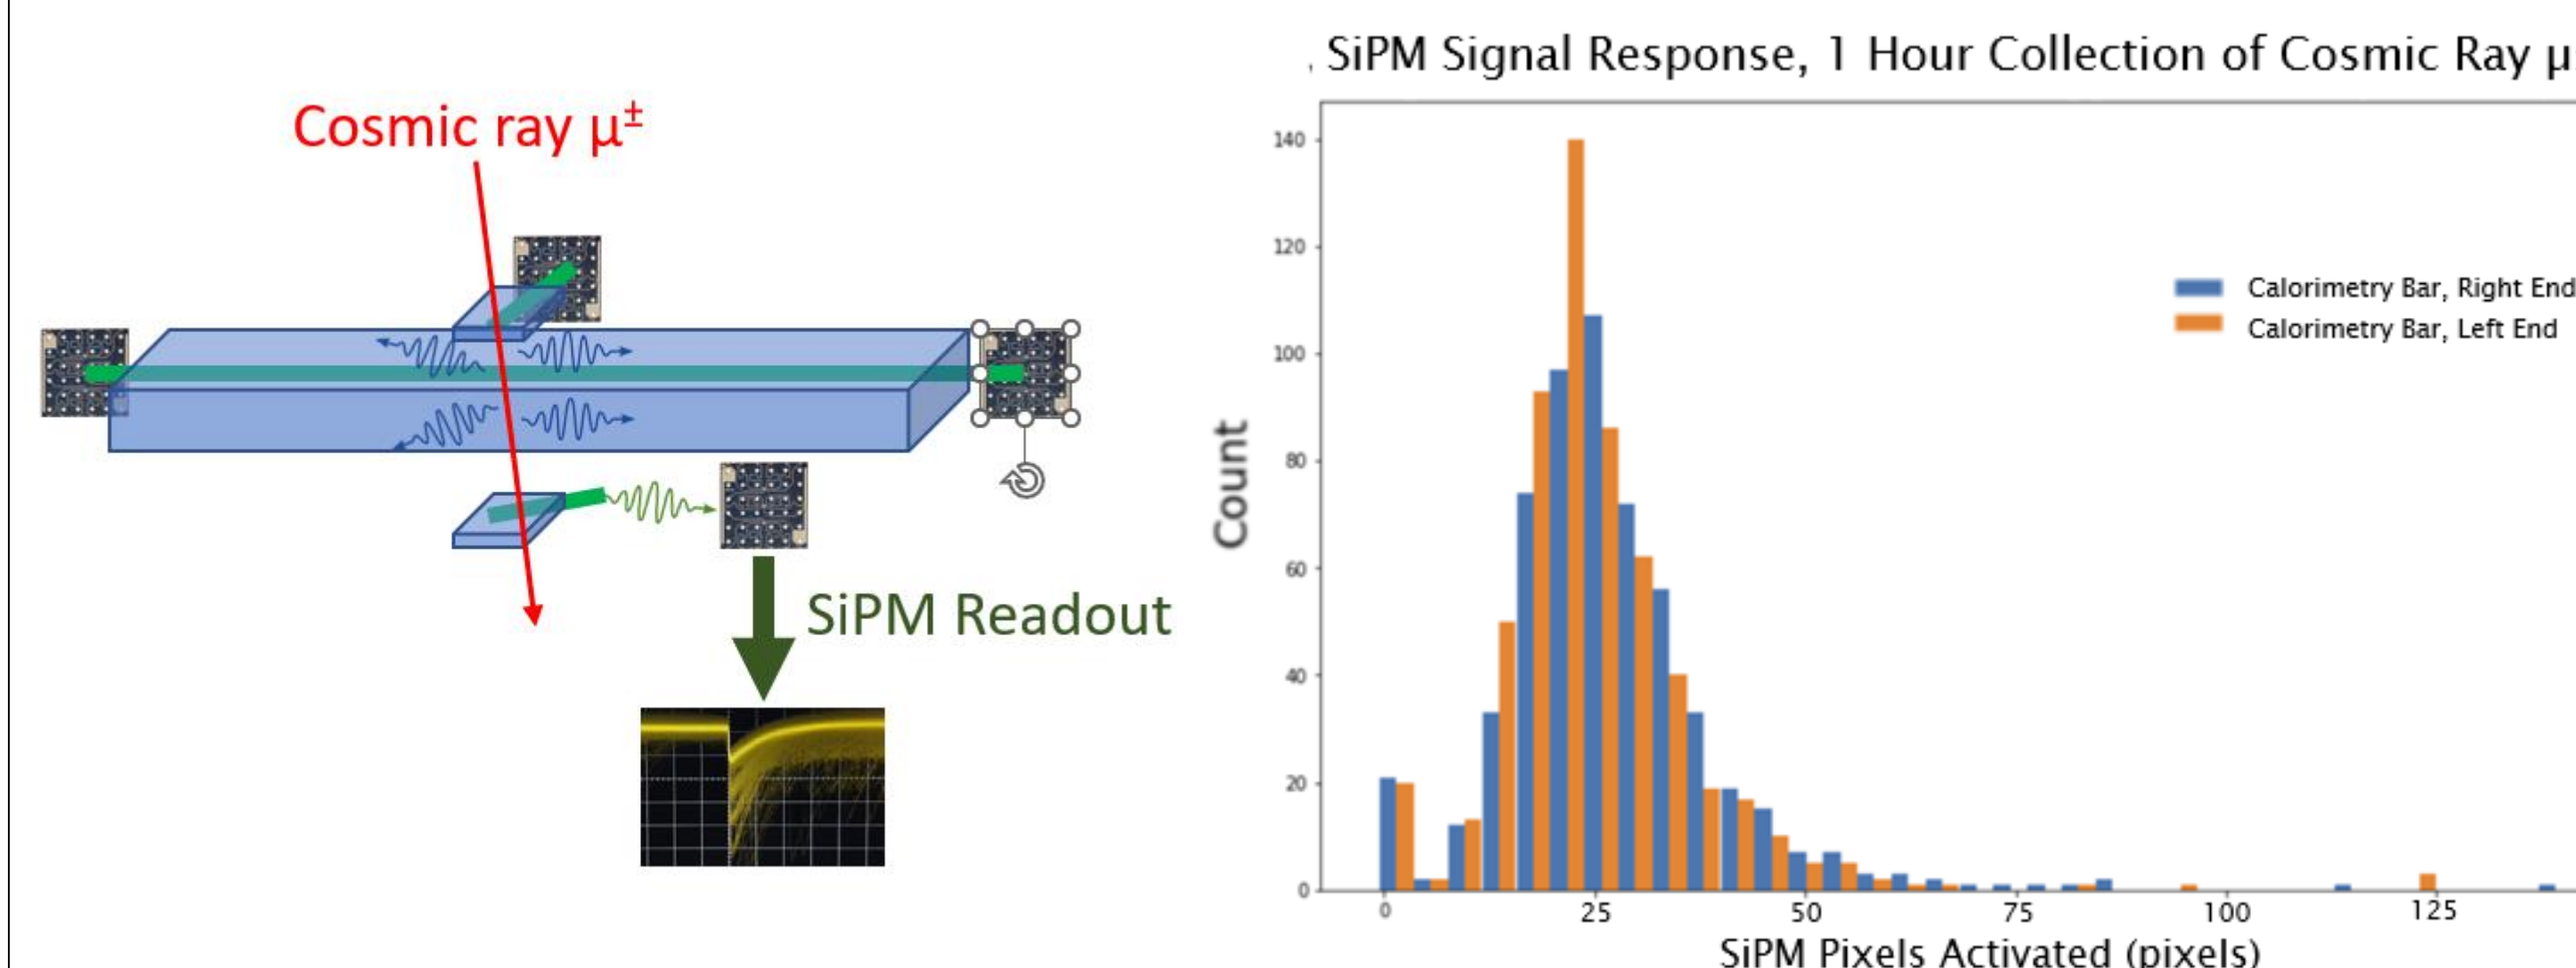 Cosmic ray μ±
SiPM Readout
, SiPM Signal Response, 1 Hour Collection of Cosmic Ray μ
Count
140
120
100
80
60
40
20
0
Calorimetry Bar, Right End
Calorimetry Bar, Left End
0 25 50 75 100 125
SiPM Pixels Activated (pixels)